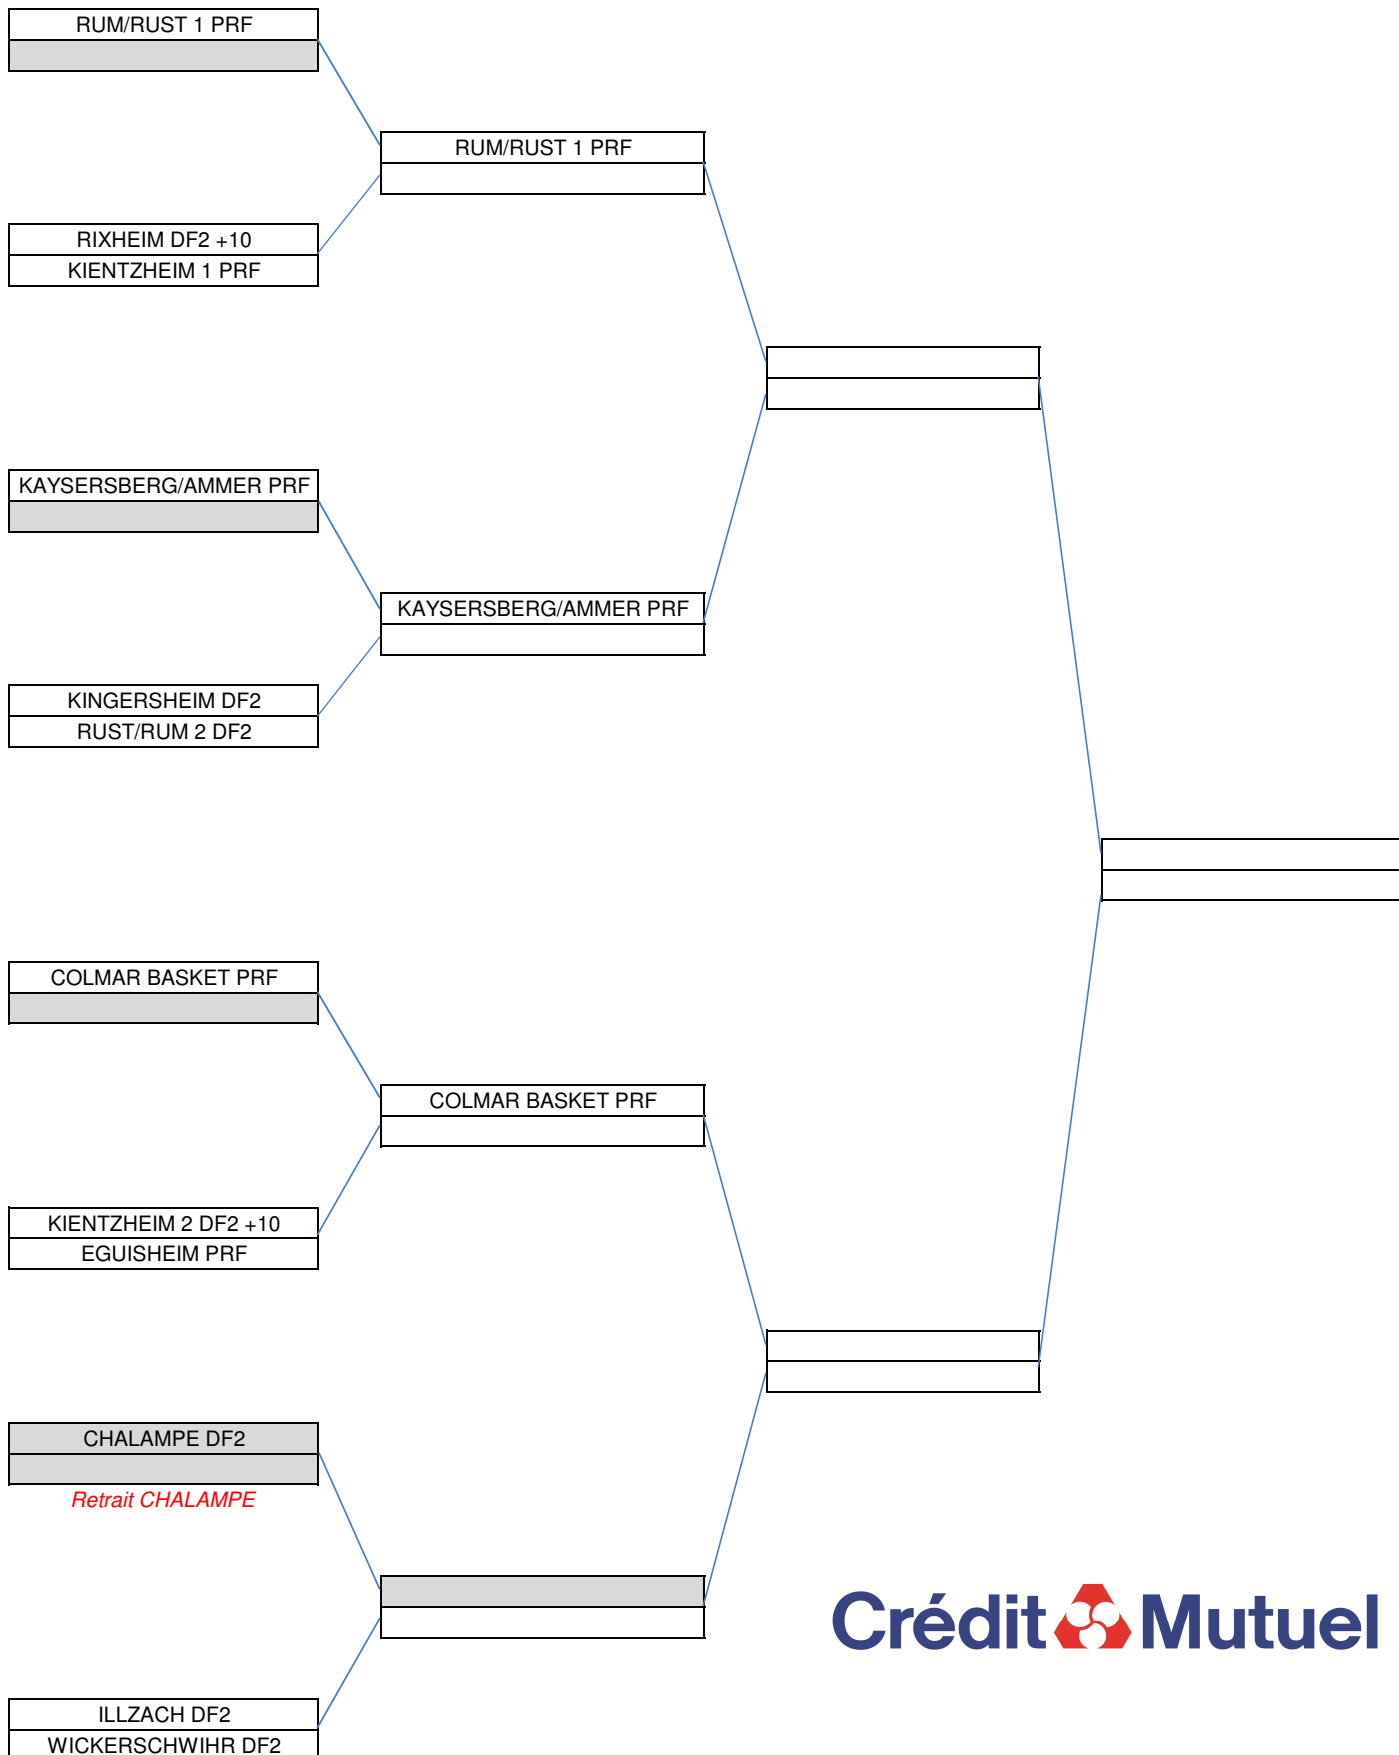 RUM/RUST 1 PRF
RUM/RUST 1 PRF
RIXHEIM DF2 +10
KIENTZHEIM 1 PRF
KAYSERSBERG/AMMER PRF
KAYSERSBERG/AMMER PRF
KINGERSHEIM DF2
RUST/RUM 2 DF2
COLMAR BASKET PRF
COLMAR BASKET PRF
KIENTZHEIM 2 DF2 +10
EGUISHEIM PRF
CHALAMPE DF2
Retrait CHALAMPE
Crédit Mutuel
ILLZACH DF2
WICKERSCHWIHR DF2